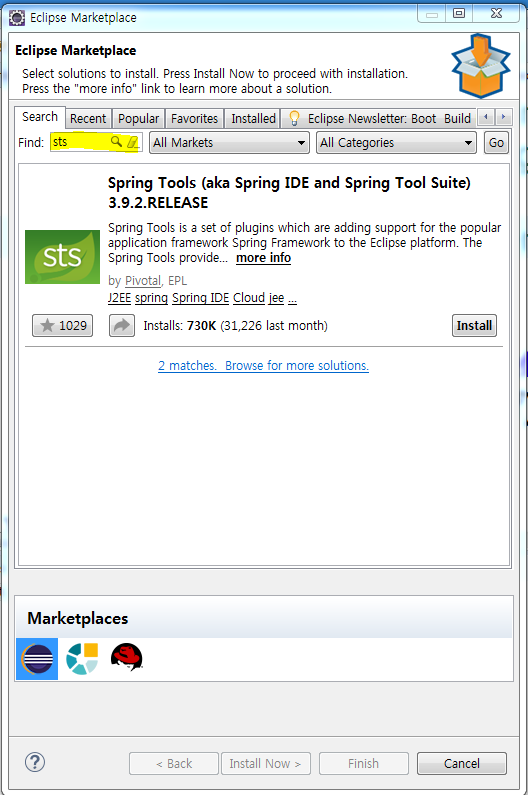 Eclipse Marketplace
Eclipse Marketplace
Select solutions to install. Press Install Now to proceed with installation.
Press the "more info" link to learn more about a solution.
Search Recent Popular Favorites Installed Eclipse Newsletter: Boot Build
Find: sts All Markets All Categories Go
Spring Tools (aka Spring IDE and Spring Tool Suite)
3.9.2.RELEASE
Spring Tools is a set of plugins which are adding support for the popular
application framework Spring Framework to the Eclipse platform. The
Spring Tools provide... more info
sts
by Pivotal, EPL
J2EE spring Spring IDE Cloud jee ...
1029 Installs: 730K (31,226 last month) Install
2 matches. Browse for more solutions.
Marketplaces
? < Back Install Now > Finish Cancel